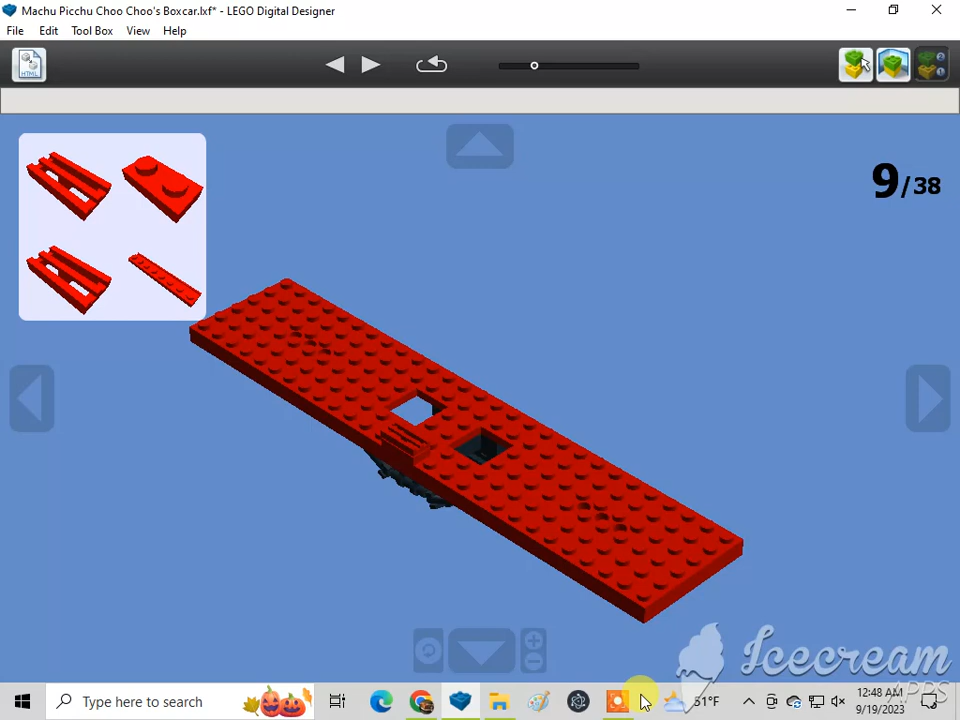 Machu Picchu Choo Choo's Boxcar.lxf* - LEGO Digital Designer
File Edit Tool Box View Help
HTML
9/38
Icecream
APPS
Type here to search
51°F
12:48 AM
9/19/2023